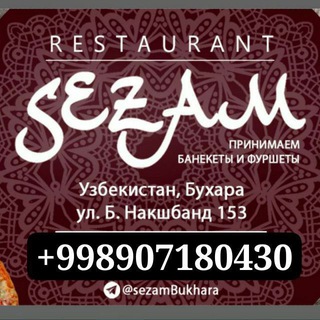 RESTAURANT
SEZAM
ПРИНИМАЕМ
БАНЕКЕТЫ И ФУРШЕТЫ
Узбекистан, Бухара
ул. Б. Накшбанд 153
+998907180430
@sezamBukhara